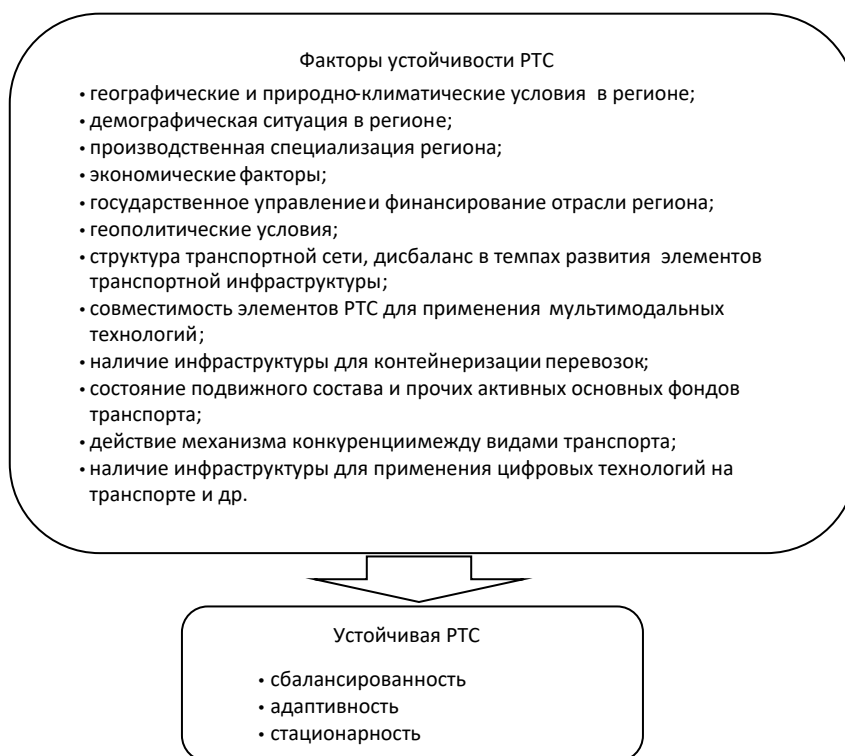 Факторы устойчивости РТС
• географические и природно-климатические условия в регионе;
• демографическая ситуация в регионе;
• производственная специализация региона;
• экономические факторы;
• государственное управление и финансирование отрасли региона;
• геополитические условия;
• структура транспортной сети, дисбаланс в темпах развития элементов
транспортной инфраструктуры;
• совместимость элементов РТС для применения мультимодальных
технологий;
• наличие инфраструктуры для контейнеризации перевозок;
• состояние подвижного состава и прочих активных основных фондов
транспорта;
• действие механизма конкуренциимежду видами транспорта;
• наличие инфраструктуры для применения цифровых технологий на
транспорте и др.
Устойчивая РТС
• сбалансированность
• адаптивность
• стационарность